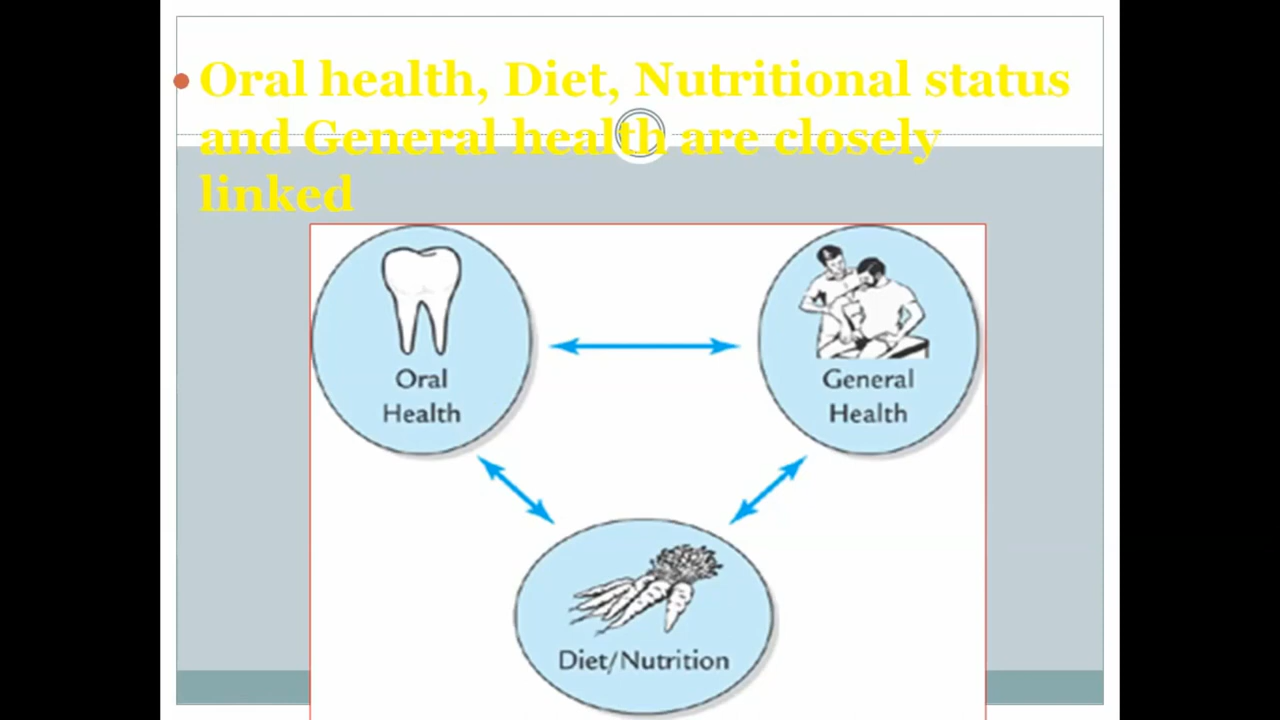 Oral health, Diet, Nutritional status
and General health are closely
linked
Oral
Health
General
Health
Diet/Nutrition